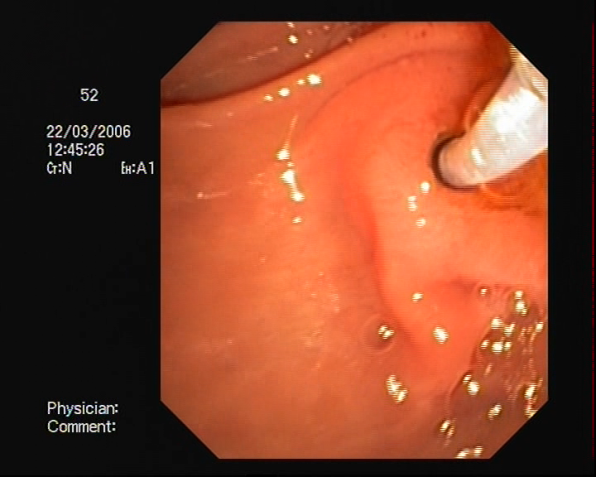 52
22/03/2006
12:45:26
Cr:N Eh:A1
Physician:
Comment: